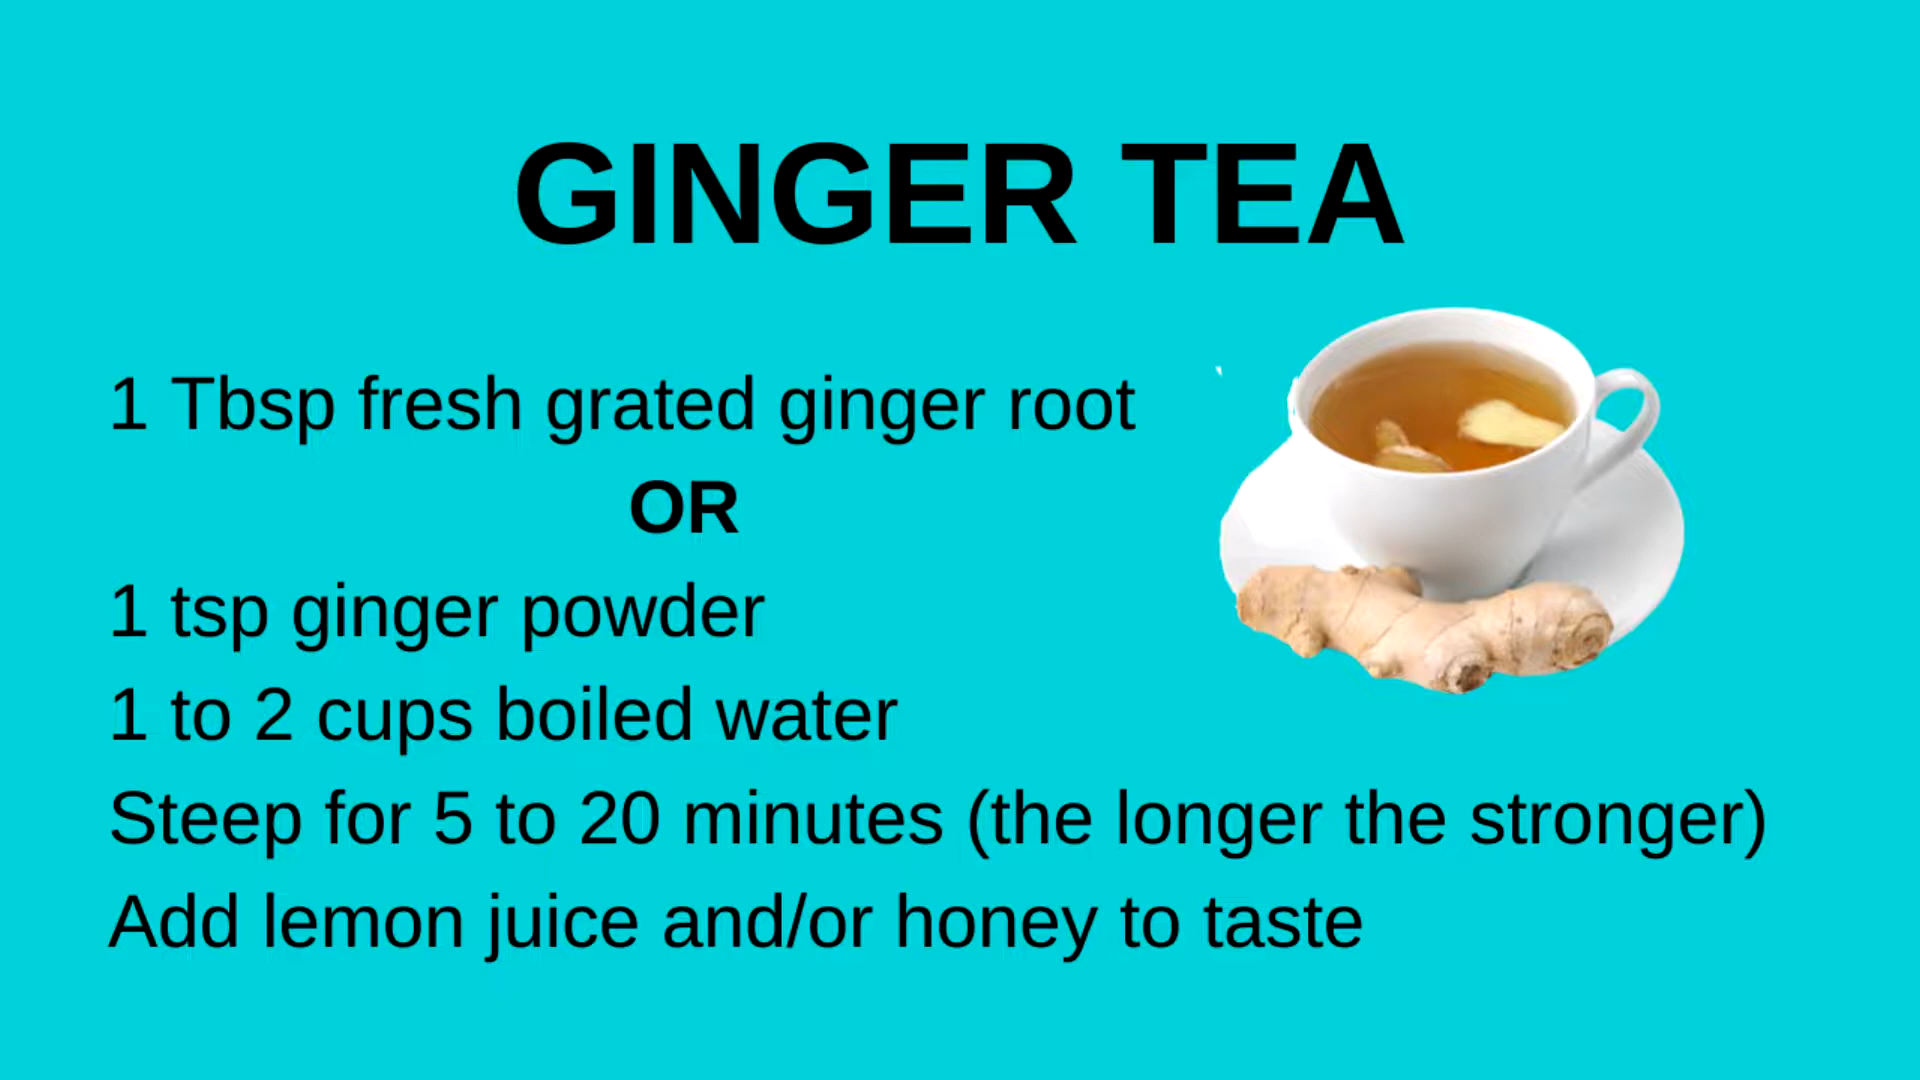 GINGER TEA
1 Tbsp fresh grated ginger root
OR
1 tsp ginger powder
1 to 2 cups boiled water
Steep for 5 to 20 minutes (the longer the stronger)
Add lemon juice and/or honey to taste